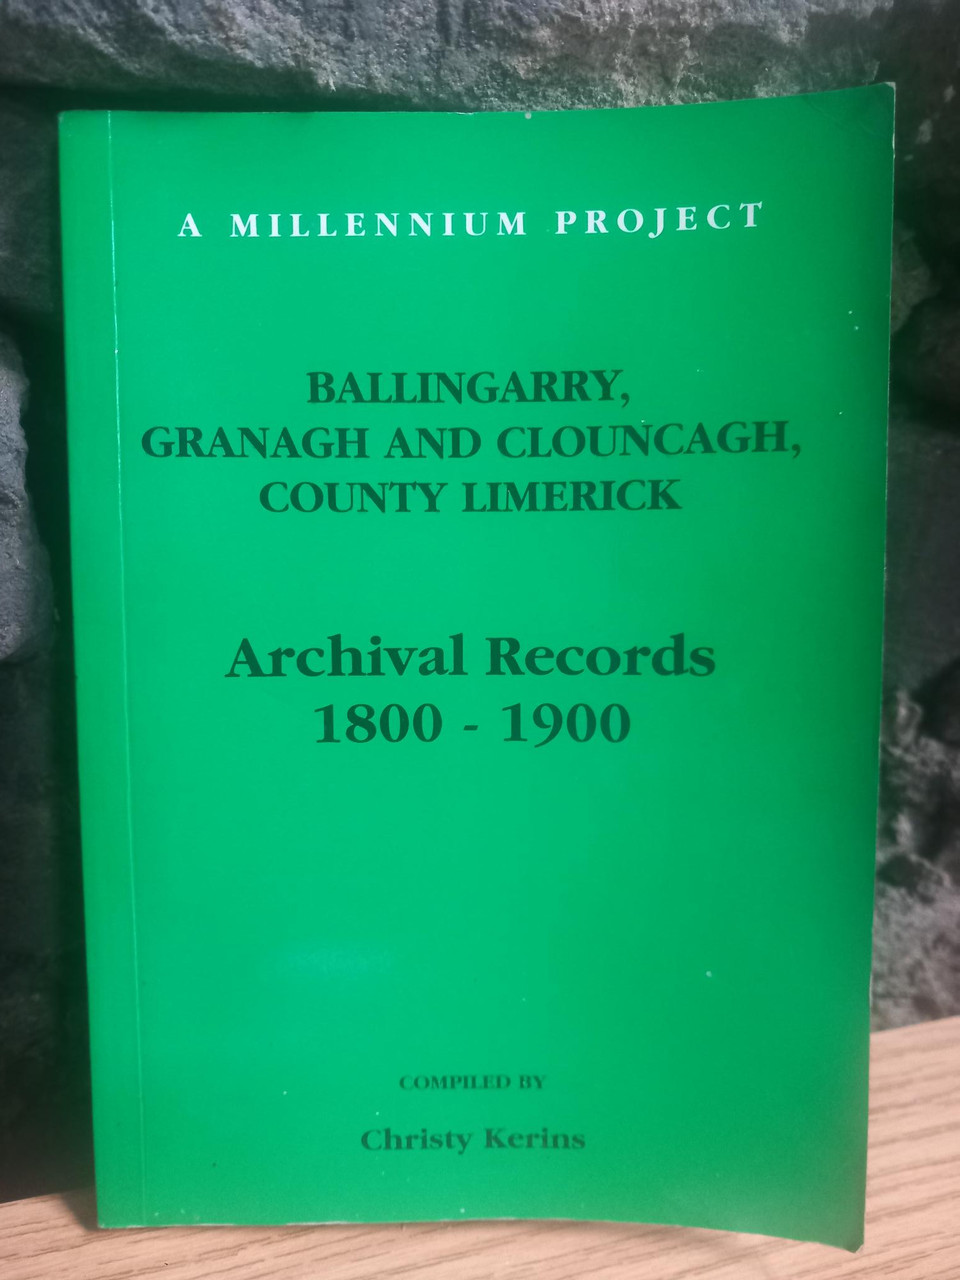 A MILLENNIUM PROJECT
BALLINGARRY,
GRANAGH AND CLOUNCAGH,
COUNTY LIMERICK
Archival Records
1800 - 1900
COMPILED BY
Christy Kerins